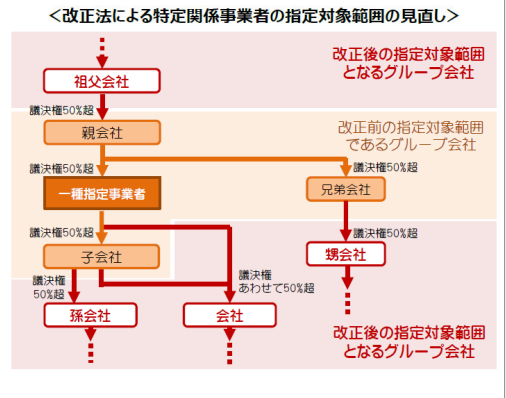 ＜改正法による特定関係事業者の指定対象範囲の見直し＞
改正後の指定対象範囲
となるグループ会社
祖父会社
議決権50%超
親会社
改正前の指定対象範囲
であるグループ会社
議決権50%超
議決権50%超
一種指定事業者
兄弟会社
議決権50%超
議決権50%超
子会社
甥会社
議決権
50%超
議決権
あわせて50%超
孫会社
会社
改正後の指定対象範囲
となるグループ会社